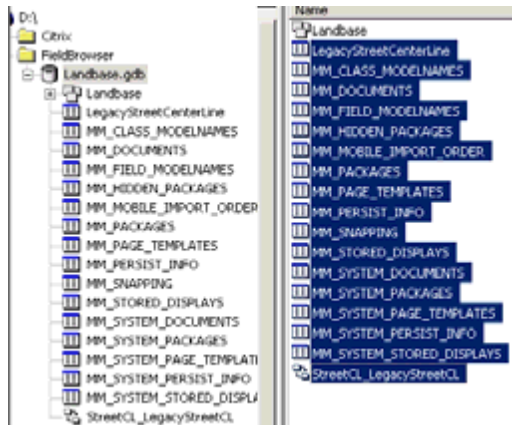 D:\
Citrix
FieldBrowser
Landbase.gdb
Landbase
LegacyStreetCenterLine
MM_CLASS_MODELNAMES
MM_DOCUMENTS
MM_FIELD_MODELNAMES
MM_HIDDEN_PACKAGES
MM_MOBILE_IMPORT_ORDER
MM_PACKAGES
MM_PAGE_TEMPLATES
MM_PERSIST_INFO
MM_SNAPPING
MM_STORED_DISPLAYS
MM_SYSTEM_DOCUMENTS
MM_SYSTEM_PACKAGES
MM_SYSTEM_PAGE_TEMPLATI
MM_SYSTEM_PERSIST_INFO
MM_SYSTEM_STORED_DISPLA
StreetCL_LegacyStreetCL
Name
Landbase
LegacyStreetCenterLine
MM_CLASS_MODELNAMES
MM_DOCUMENTS
MM_FIELD_MODELNAMES
MM_HIDDEN_PACKAGES
MM_MOBILE_IMPORT_ORDER
MM_PACKAGES
MM_PAGE_TEMPLATES
MM_PERSIST_INFO
MM_SNAPPING
MM_STORED_DISPLAYS
MM_SYSTEM_DOCUMENTS
MM_SYSTEM_PACKAGES
MM_SYSTEM_PAGE_TEMPLATES
MM_SYSTEM_PERSIST_INFO
MM_SYSTEM_STORED_DISPLAYS
StreetCL_LegacyStreetCL